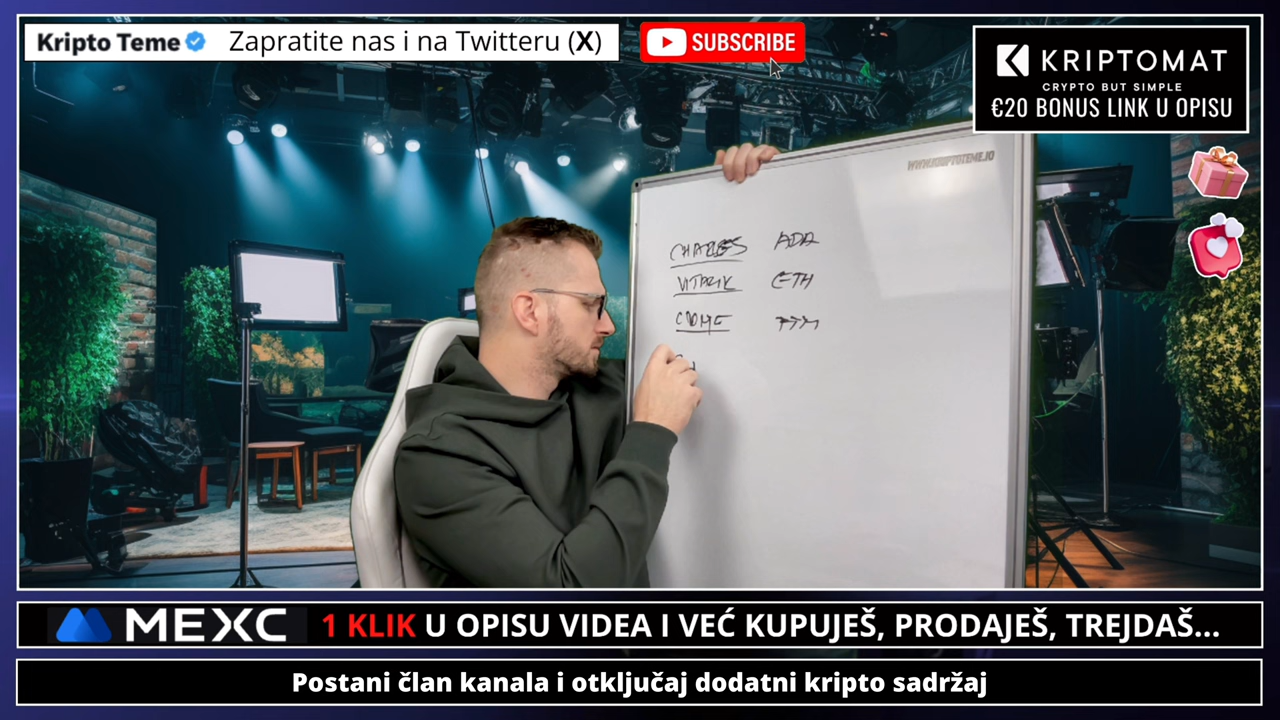 Kripto Teme Zapratite nas i na Twitteru (X)
SUBSCRIBE
KRIPTOMAT
CRYPTO BUT SIMPLE
€20 BONUS LINK U OPISU
WWW.KRIPTOTEME.IO
CHARLES ADA
VITALIK ETH
MEXC 1 KLIK U OPISU VIDEA I VEĆ KUPUJEŠ, PRODAJEŠ, TREJDAŠ...
Postani član kanala i otključaj dodatni kripto sadržaj